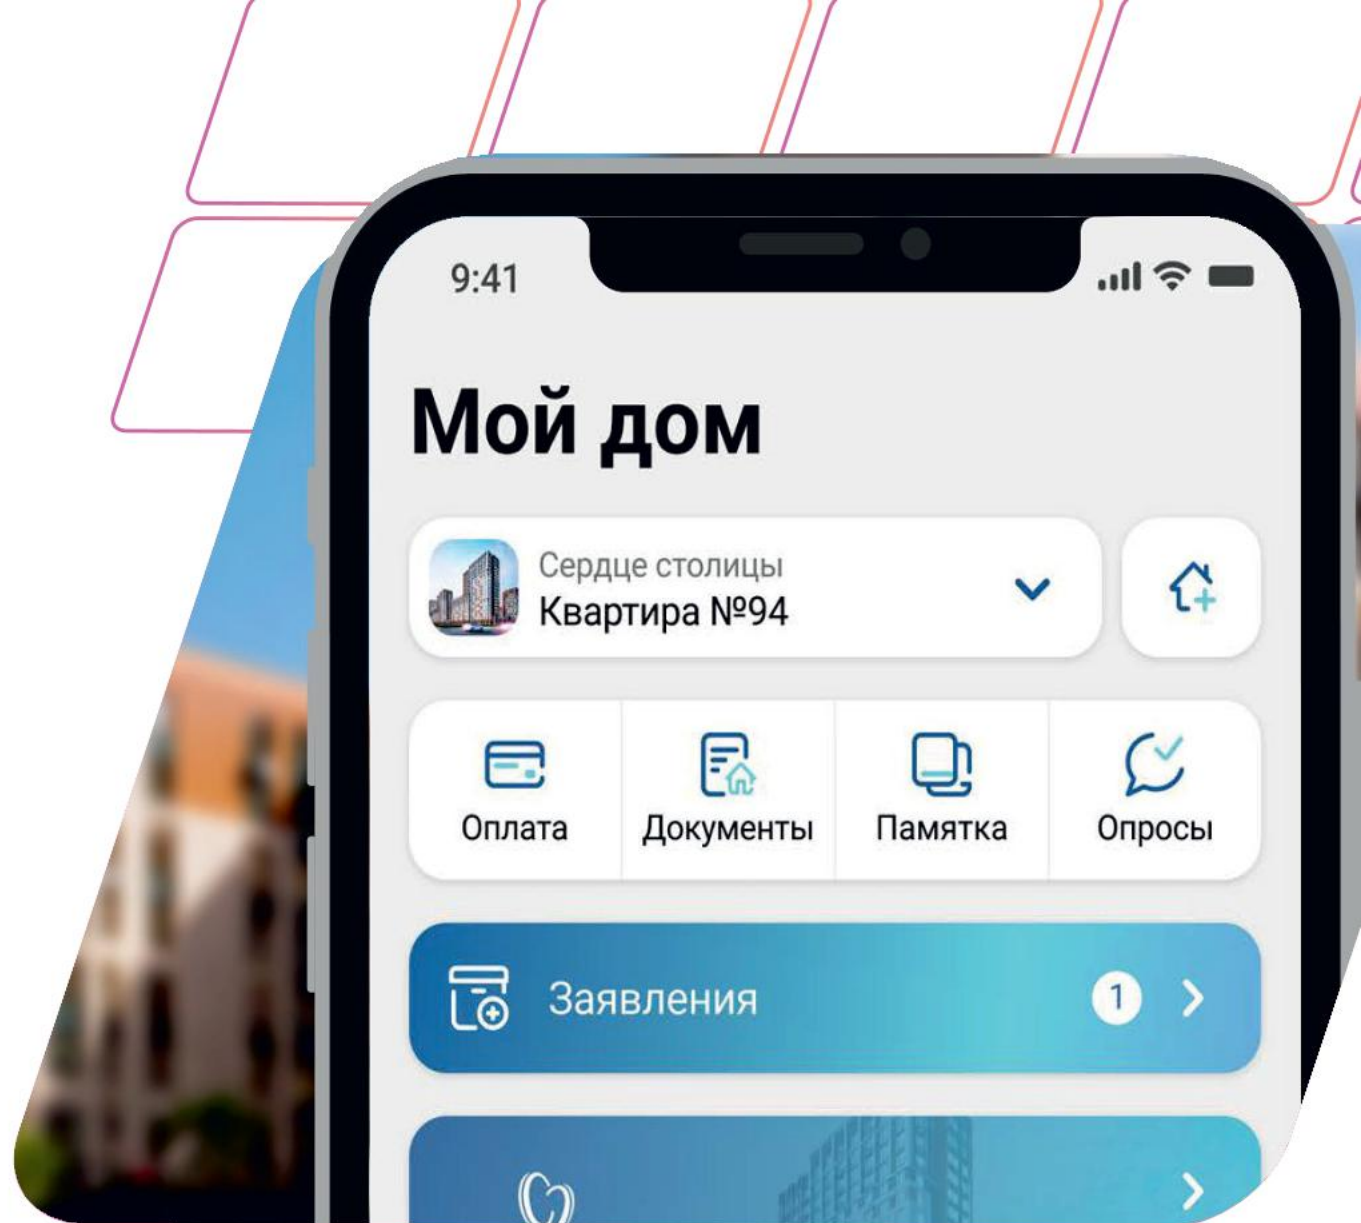 9:41
Мой дом
Сердце столицы
Квартира №94
Оплата
Документы
Памятка
Опросы
Заявления
1